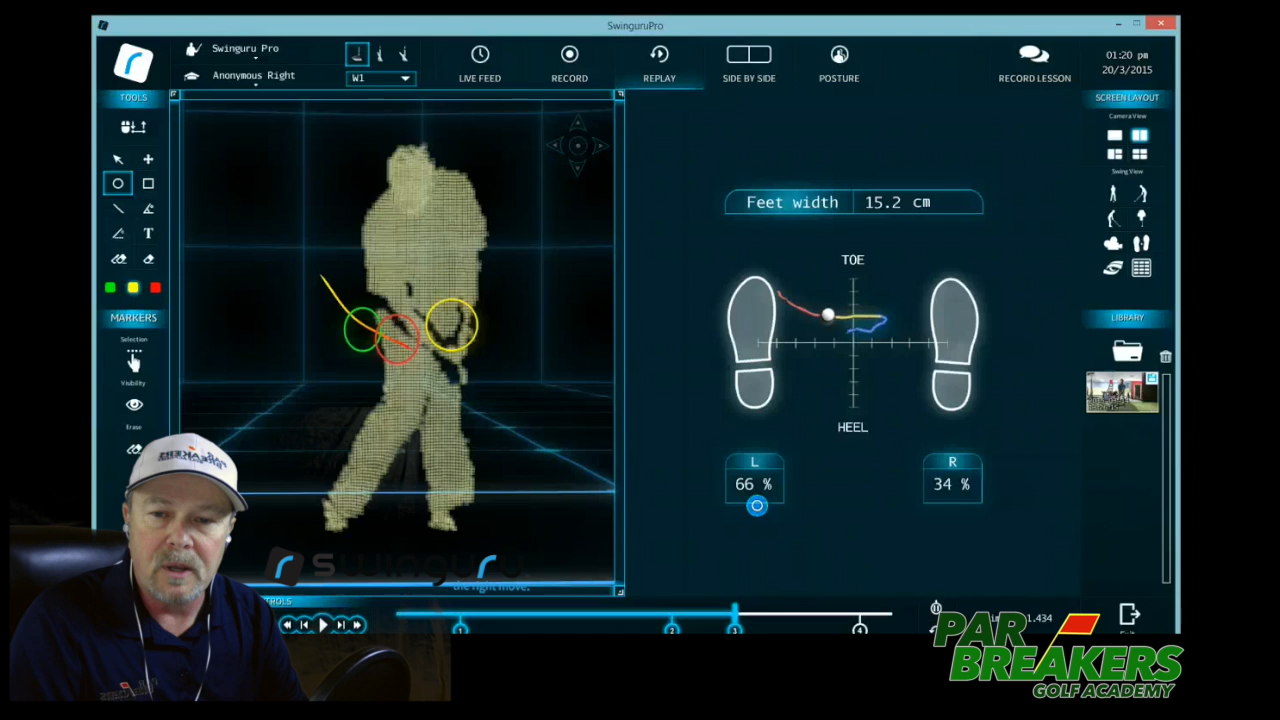 SwinguruPro
Swinguru Pro
Anonymous Right
W1
LIVE FEED
RECORD
REPLAY
SIDE BY SIDE
POSTURE
RECORD LESSON
01:20 pm
20/3/2015
TOOLS
T
MARKERS
Selection
Visibility
Erase
SCREEN LAYOUT
Camera View
Swing View
LIBRARY
Feet width 15.2 cm
TOE
HEEL
L
66 %
R
34 %
Swinguru
the right move.
1
2
3
4
1.434
PAR
BREAKERS
GOLF ACADEMY